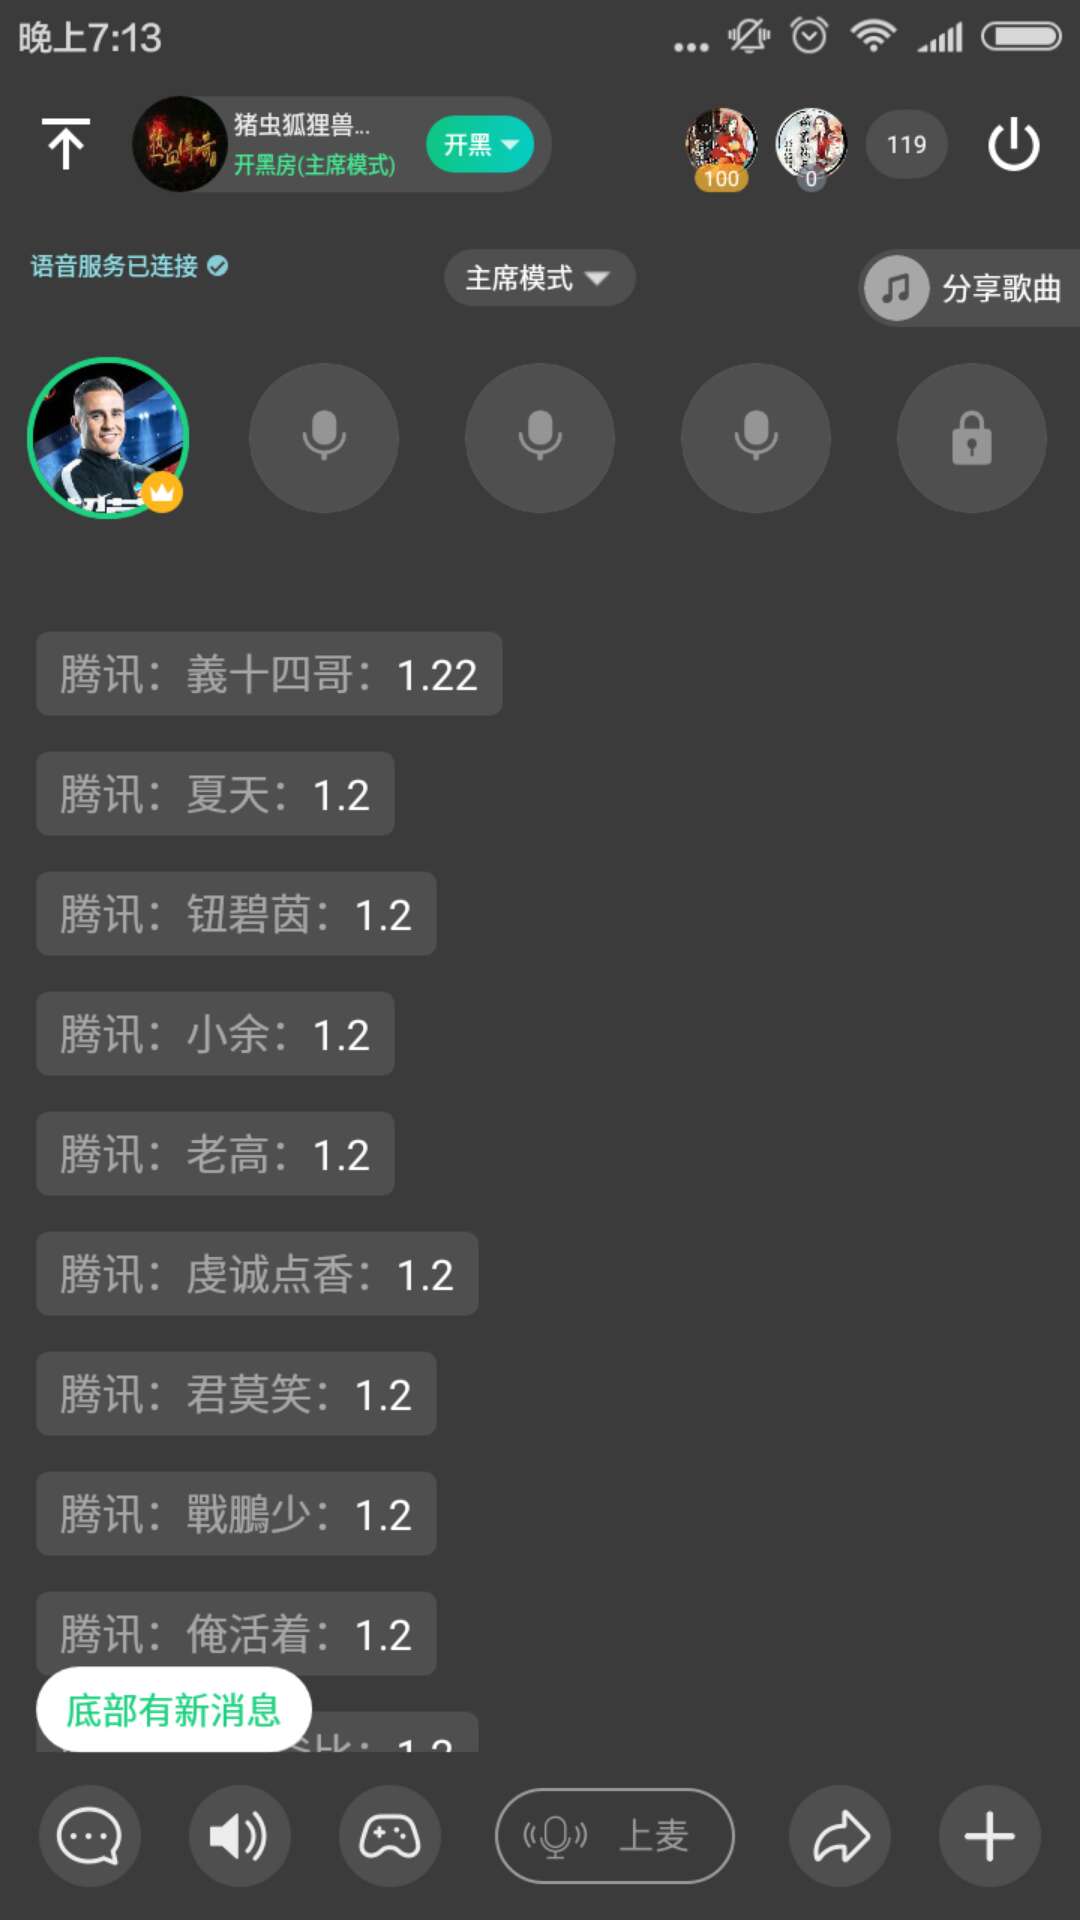 晚上7:13
猪虫狐狸兽...
开黑房(主席模式)
开黑
100
0
119
语音服务已连接
主席模式
分享歌曲
腾讯：義十四哥：1.22
腾讯：夏天：1.2
腾讯：钮碧茵：1.2
腾讯：小余：1.2
腾讯：老高：1.2
腾讯：虔诚点香：1.2
腾讯：君莫笑：1.2
腾讯：戰鵬少：1.2
腾讯：俺活着：1.2
底部有新消息
上麦